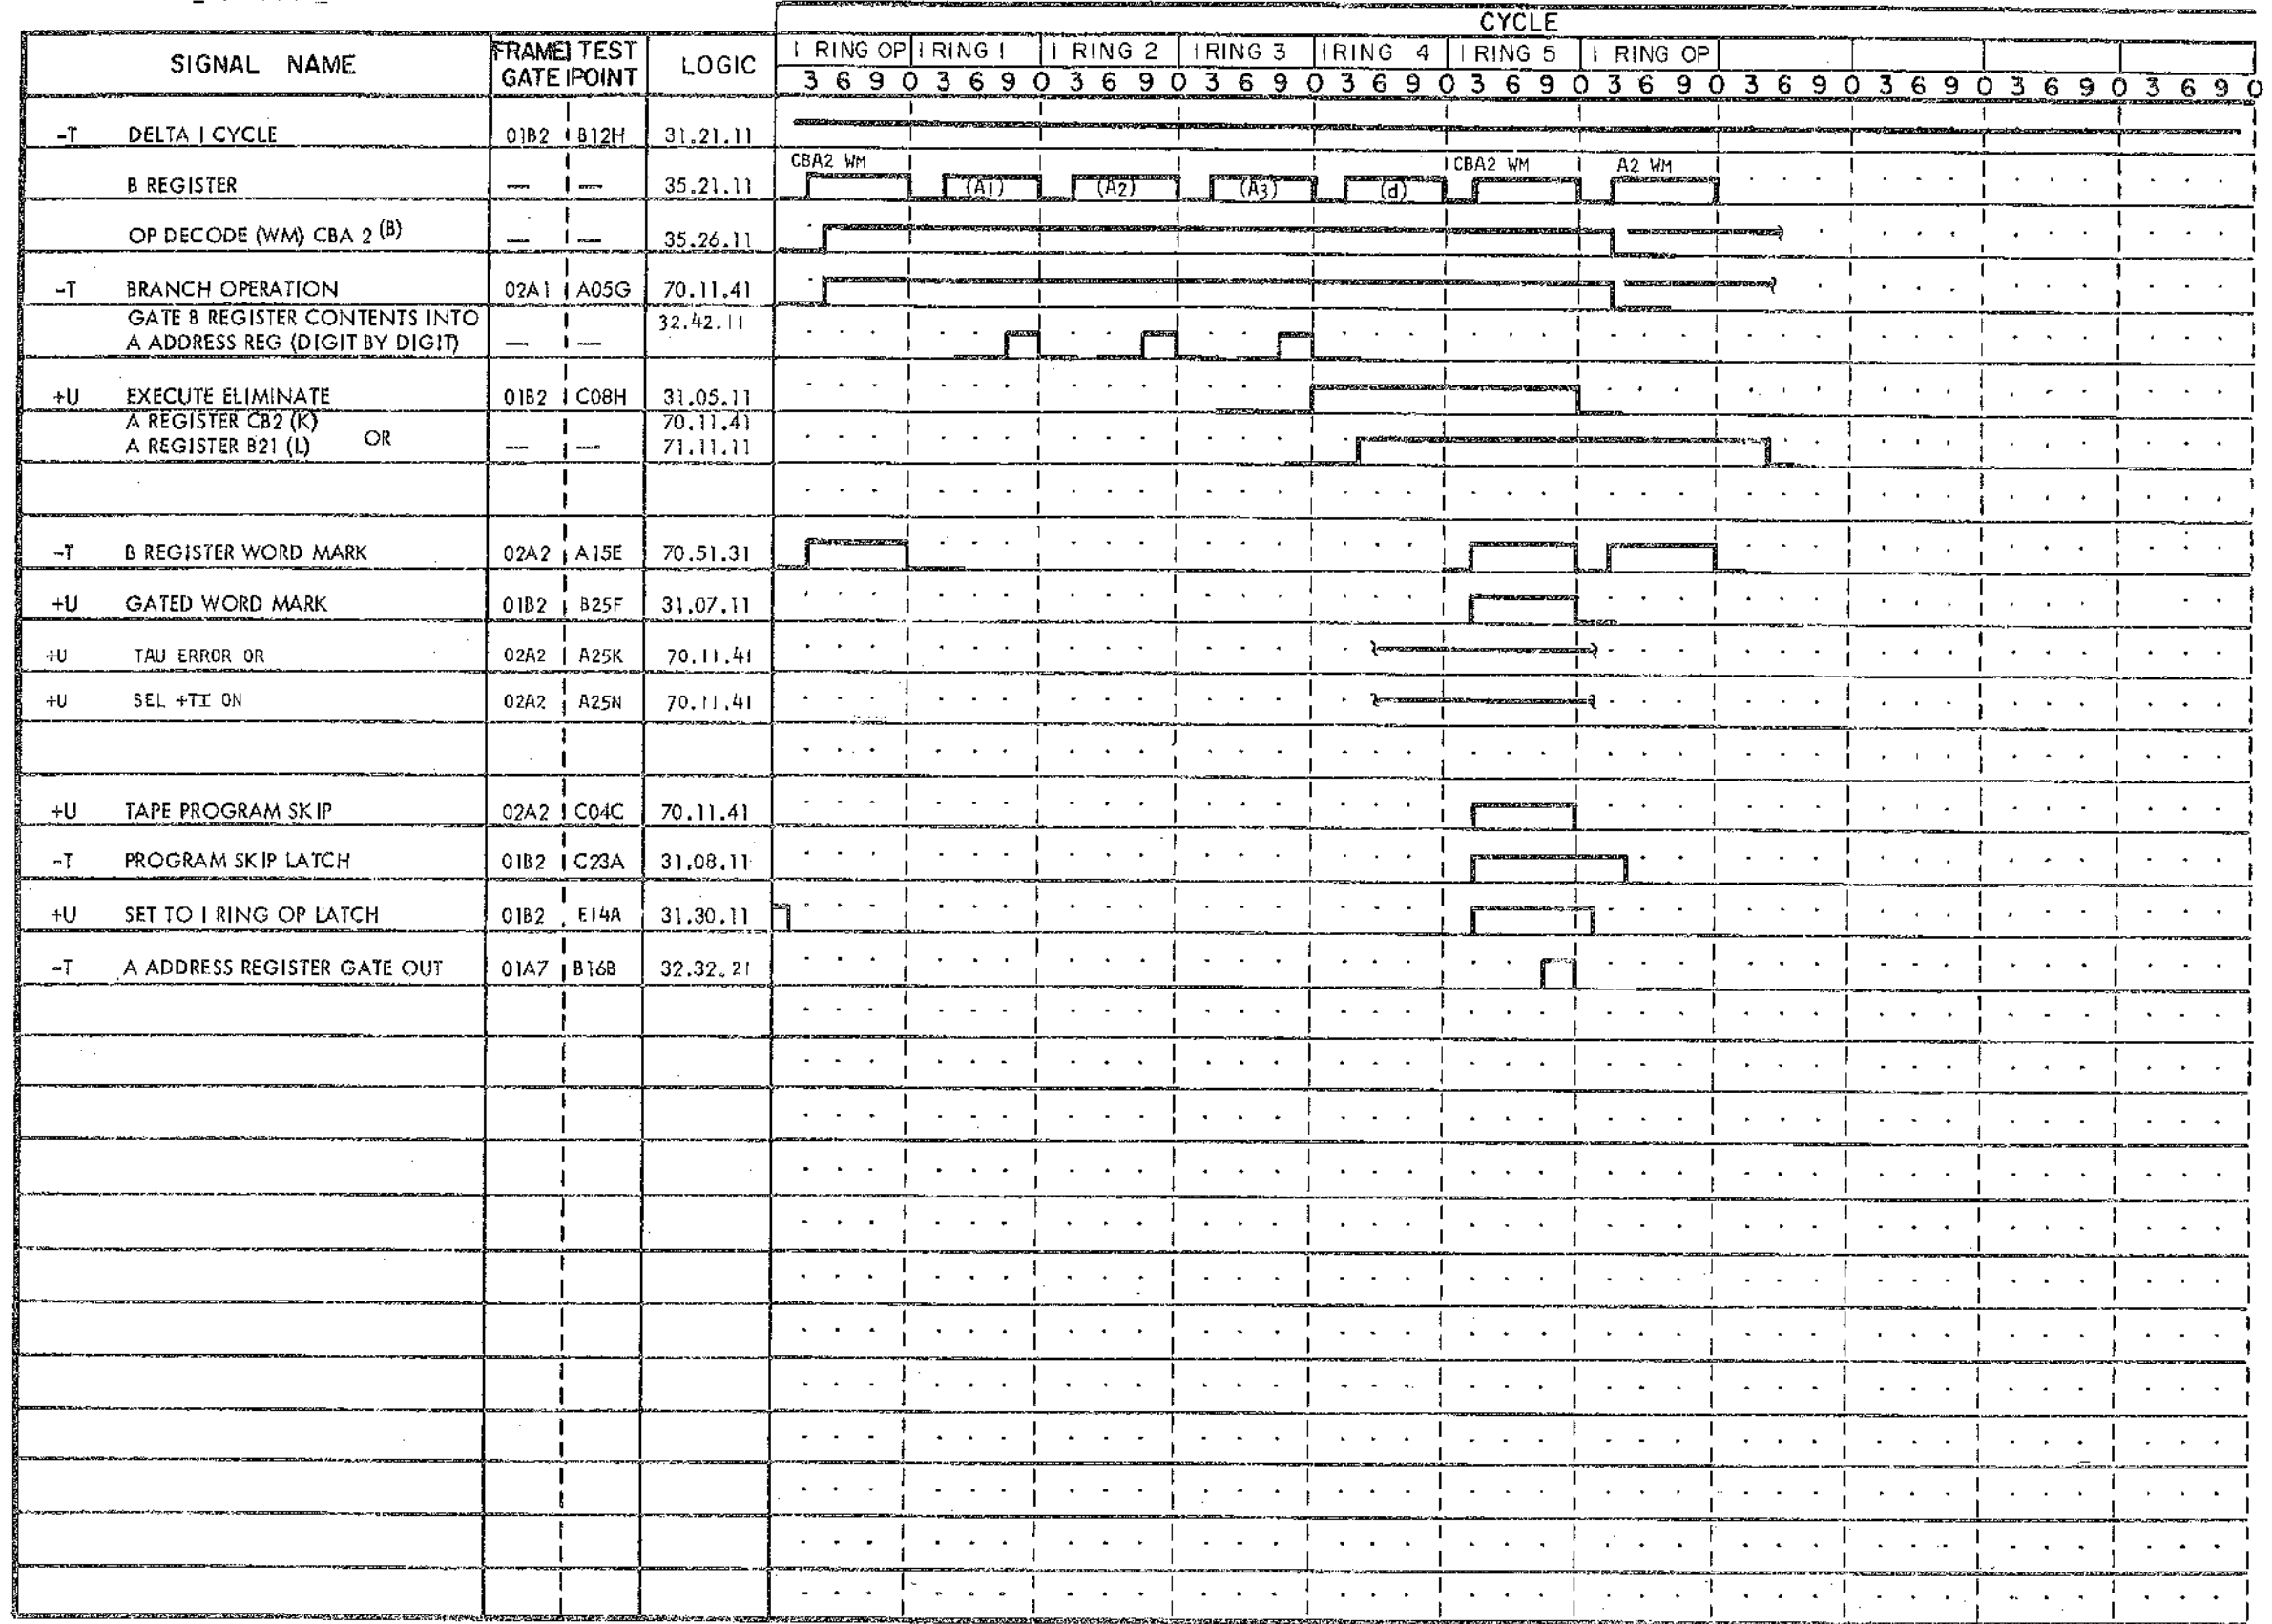 CYCLE
SIGNAL NAME FRAME GATE TEST POINT LOGIC I RING OP I RING 1 I RING 2 I RING 3 I RING 4 I RING 5 I RING OP
3 6 9 0 3 6 9 0 3 6 9 0 3 6 9 0 3 6 9 0 3 6 9 0 3 6 9 0 3 6 9 0 3 6 9 0 3 6 9 0 3 6 9 0
-T DELTA I CYCLE 01B2 B12H 31.21.11
CBA2 WM CBA2 WM A2 WM
B REGISTER — — 35.21.11 (A1) (A2) (A3) (d)
OP DECODE (WM) CBA 2 (B) — — 35.26.11
-T BRANCH OPERATION 02A1 A05G 70.11.41
GATE B REGISTER CONTENTS INTO 32.42.11
A ADDRESS REG (DIGIT BY DIGIT) — —
+U EXECUTE ELIMINATE 01B2 C08H 31.05.11
A REGISTER CB2 (K) 70.11.41
OR
A REGISTER B21 (L) — — 71.11.11
-T B REGISTER WORD MARK 02A2 A15E 70.51.31
+U GATED WORD MARK 01B2 B25F 31.07.11
+U TAU ERROR OR 02A2 A25K 70.11.41
+U SEL +TI ON 02A2 A25N 70.11.41
+U TAPE PROGRAM SKIP 02A2 C04C 70.11.41
-T PROGRAM SKIP LATCH 01B2 C23A 31.08.11
+U SET TO I RING OP LATCH 01B2 E14A 31.30.11
-T A ADDRESS REGISTER GATE OUT 01A7 B16B 32.32.21